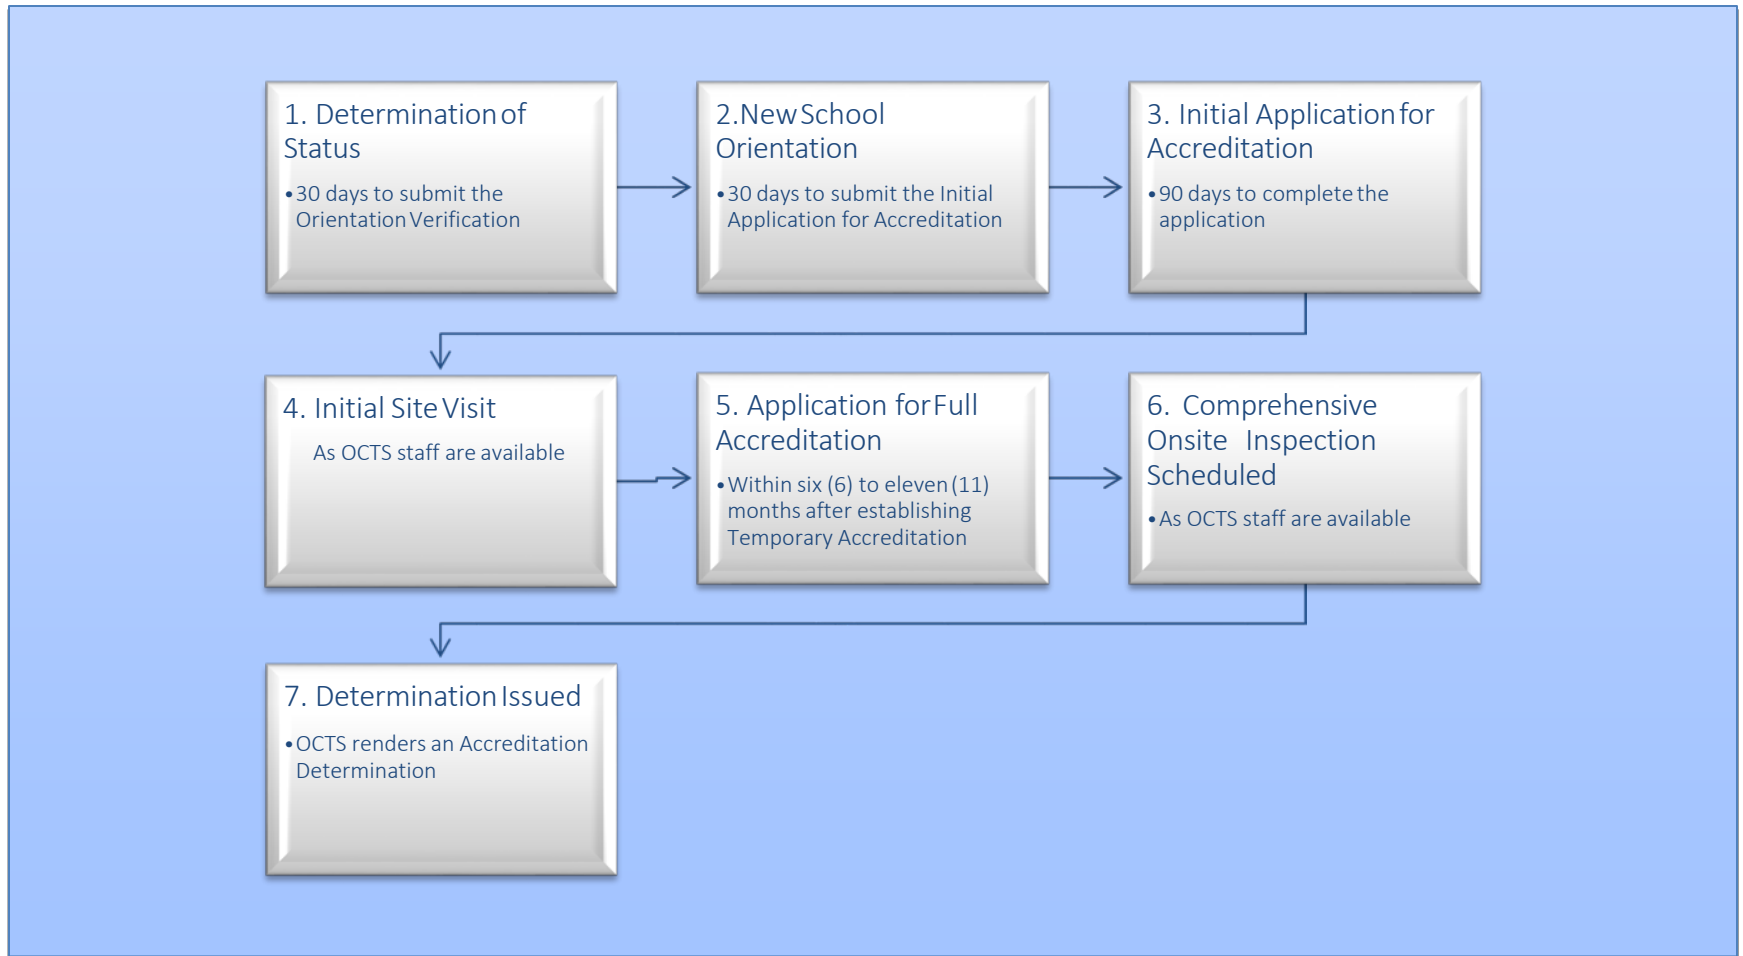 1. Determination of
Status
•30 days to submit the
Orientation Verification
2.New School
Orientation
•30 days to submit the Initial
Application for Accreditation
3. Initial Application for
Accreditation
•90 days to complete the
application
4. Initial Site Visit
As OCTS staff are available
5. Application for Full
Accreditation
•Within six (6) to eleven (11)
months after establishing
Temporary Accreditation
6. Comprehensive
Onsite Inspection
Scheduled
•As OCTS staff are available
7. Determination Issued
•OCTS renders an Accreditation
Determination